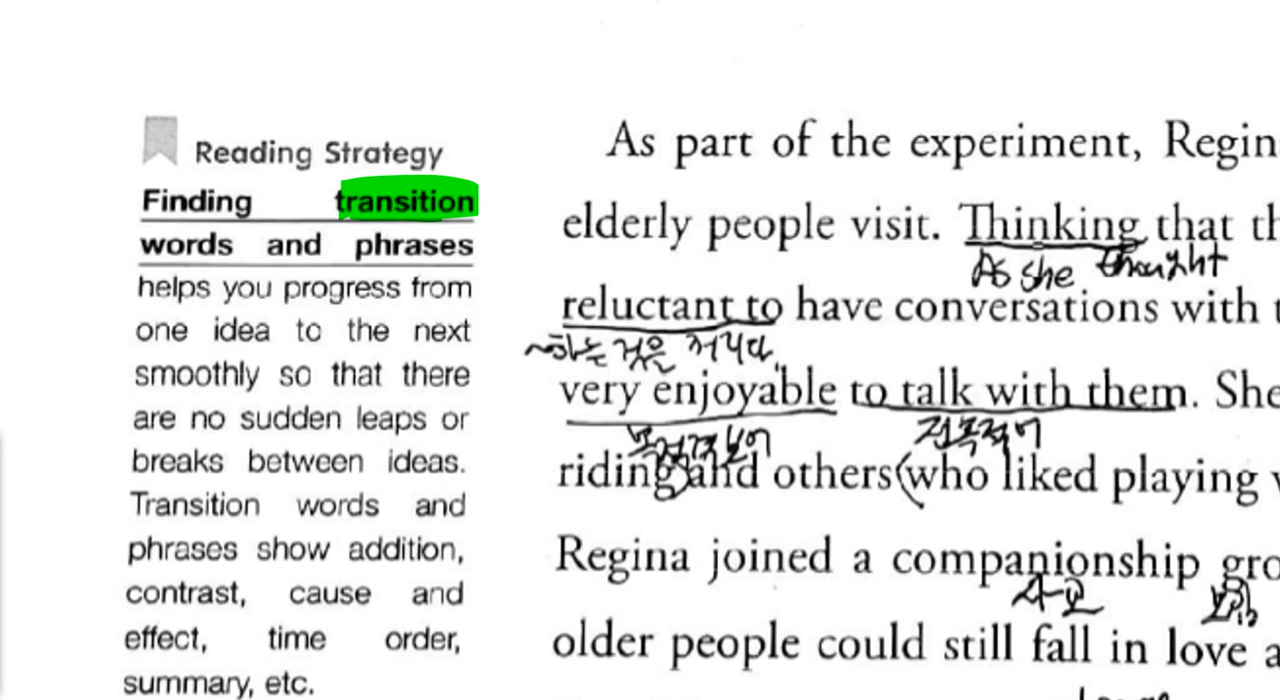 Reading Strategy
Finding transition
words and phrases
helps you progress from
one idea to the next
smoothly so that there
are no sudden leaps or
breaks between ideas.
Transition words and
phrases show addition,
contrast, cause and
effect, time order,
summary, etc.
As part of the experiment, Regin
elderly people visit. Thinking that th
As she thought
reluctant to have conversations with t
~하는 것을 꺼리다
very enjoyable to talk with them. She
riding and others (who liked playing
Regina joined a companionship gro
older people could still fall in love a